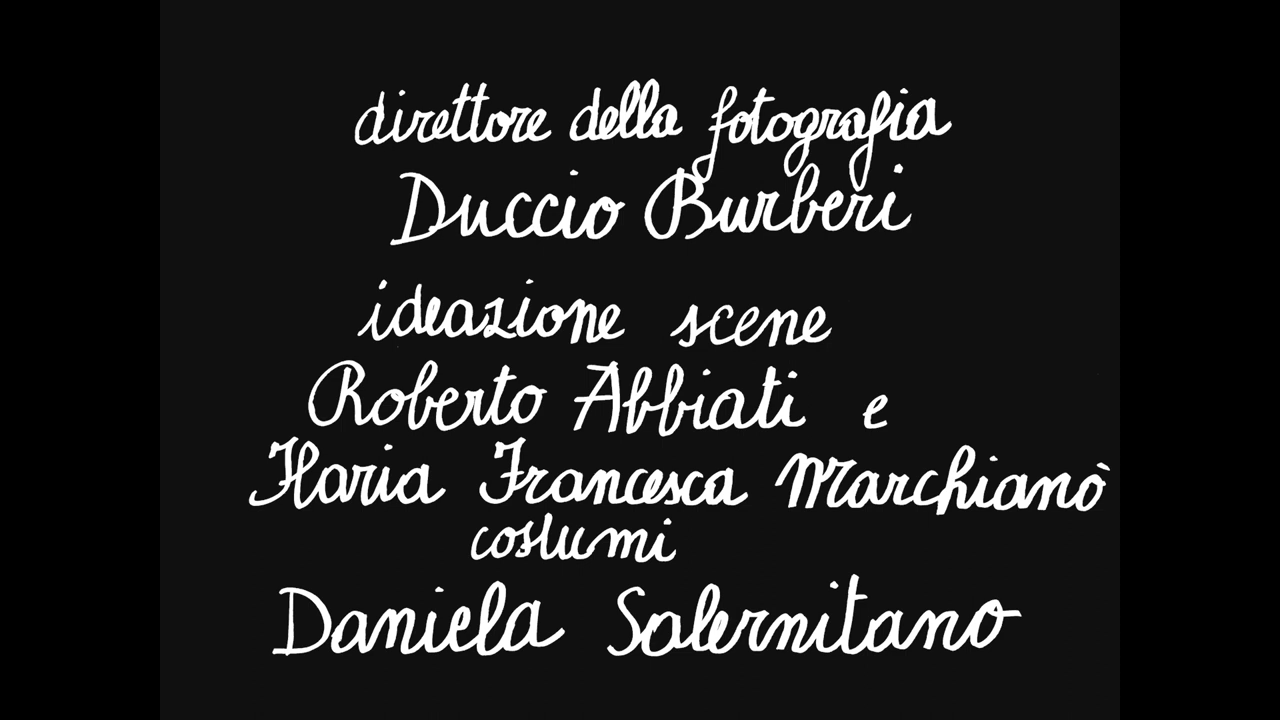 direttore della fotografia
Duccio Burberi
ideazione scene
Roberto Abbiati e
Ilaria Francesca Marchianò
costumi
Daniela Salernitano